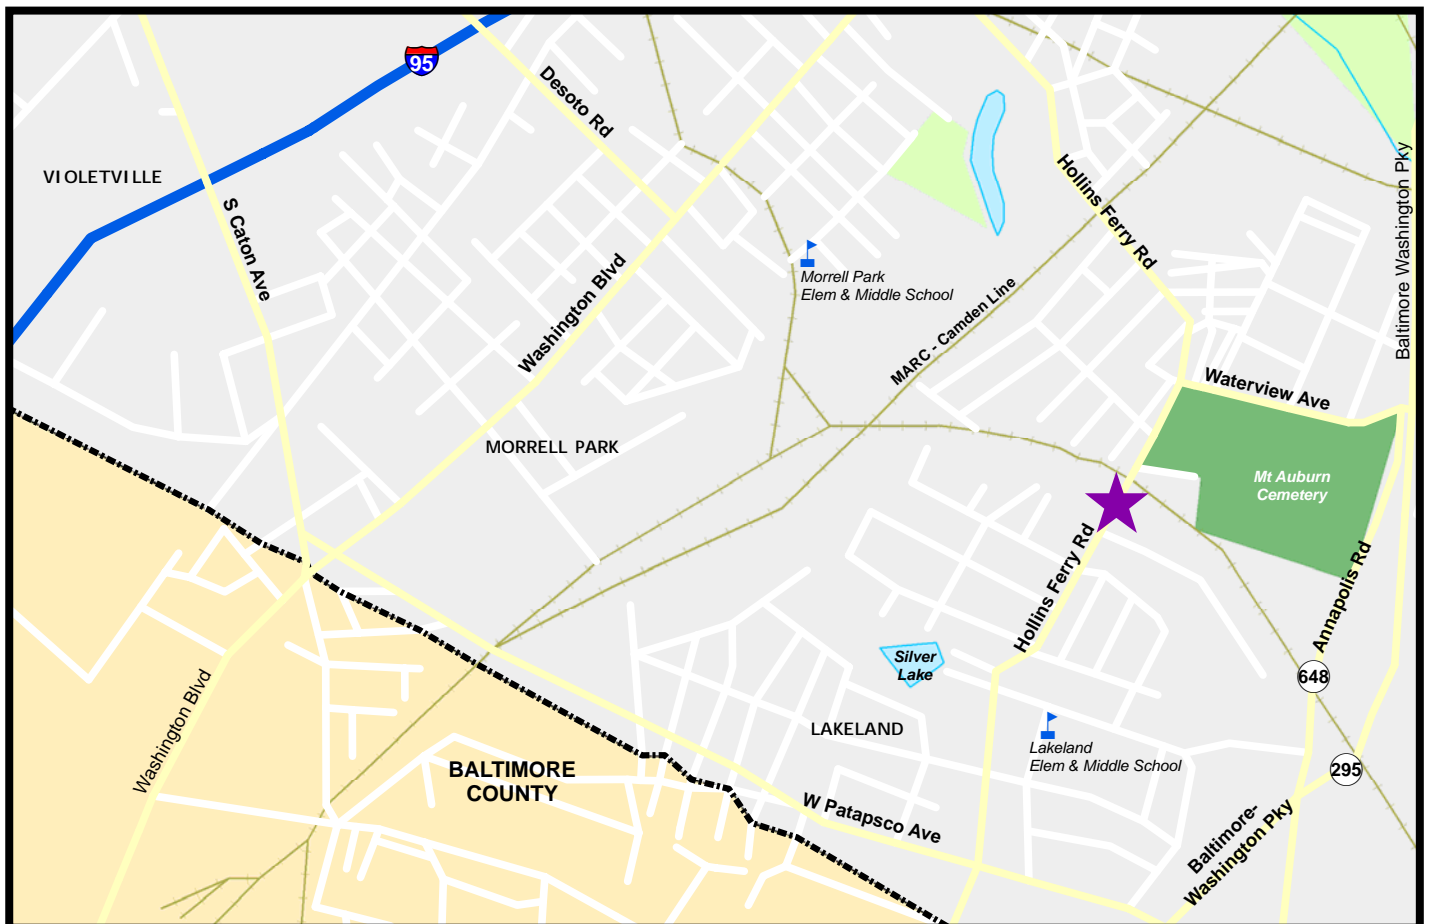 95
Desoto Rd
VIOLETVILLE
S Caton Ave
Hollins Ferry Rd
Baltimore Washington Pky
Washington Blvd
Morrell Park
Elem & Middle School
MARC - Camden Line
Waterview Ave
MORRELL PARK
Mt Auburn
Cemetery
Hollins Ferry Rd
Annapolis Rd
Silver
Lake
648
Washington Blvd
LAKELAND
Lakeland
Elem & Middle School
BALTIMORE
COUNTY
295
W Patapsco Ave
Baltimore-
Washington Pky